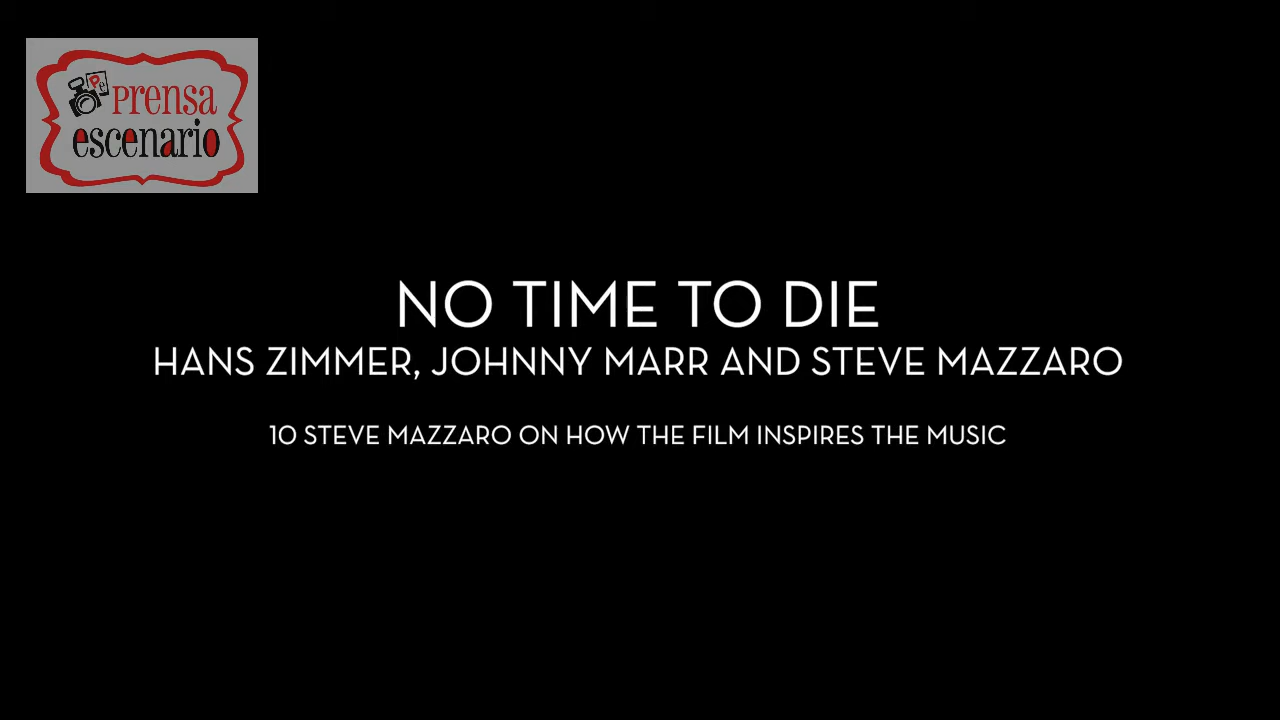 Pe
prensa
escenario
NO TIME TO DIE
HANS ZIMMER, JOHNNY MARR AND STEVE MAZZARO
10 STEVE MAZZARO ON HOW THE FILM INSPIRES THE MUSIC